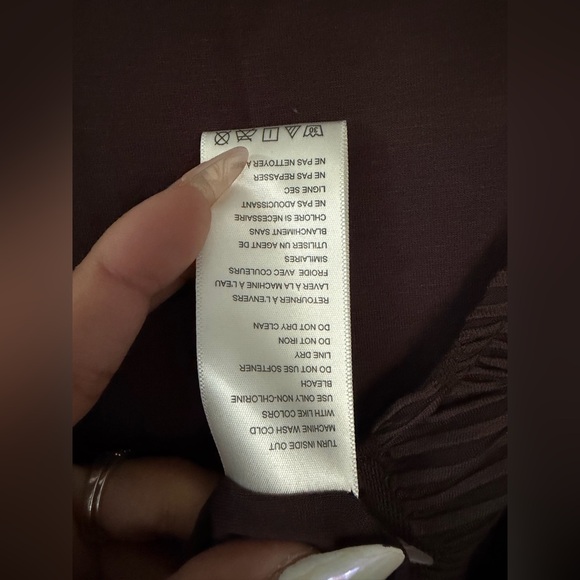 TURN INSIDE OUT
MACHINE WASH COLD
WITH LIKE COLORS
USE ONLY NON-CHLORINE
BLEACH
DO NOT USE SOFTENER
LINE DRY
DO NOT IRON
DO NOT DRY CLEAN
RETOURNER À L'ENVERS
LAVER À LA MACHINE À L'EAU
FROIDE AVEC COULEURS
SIMILAIRES
UTILISER UN AGENT DE
BLANCHIMENT SANS
CHLORE SI NÉCESSAIRE
NE PAS ADOUCISSANT
LIGNE SEC
NE PAS REPASSER
NE PAS NETTOYER À
30